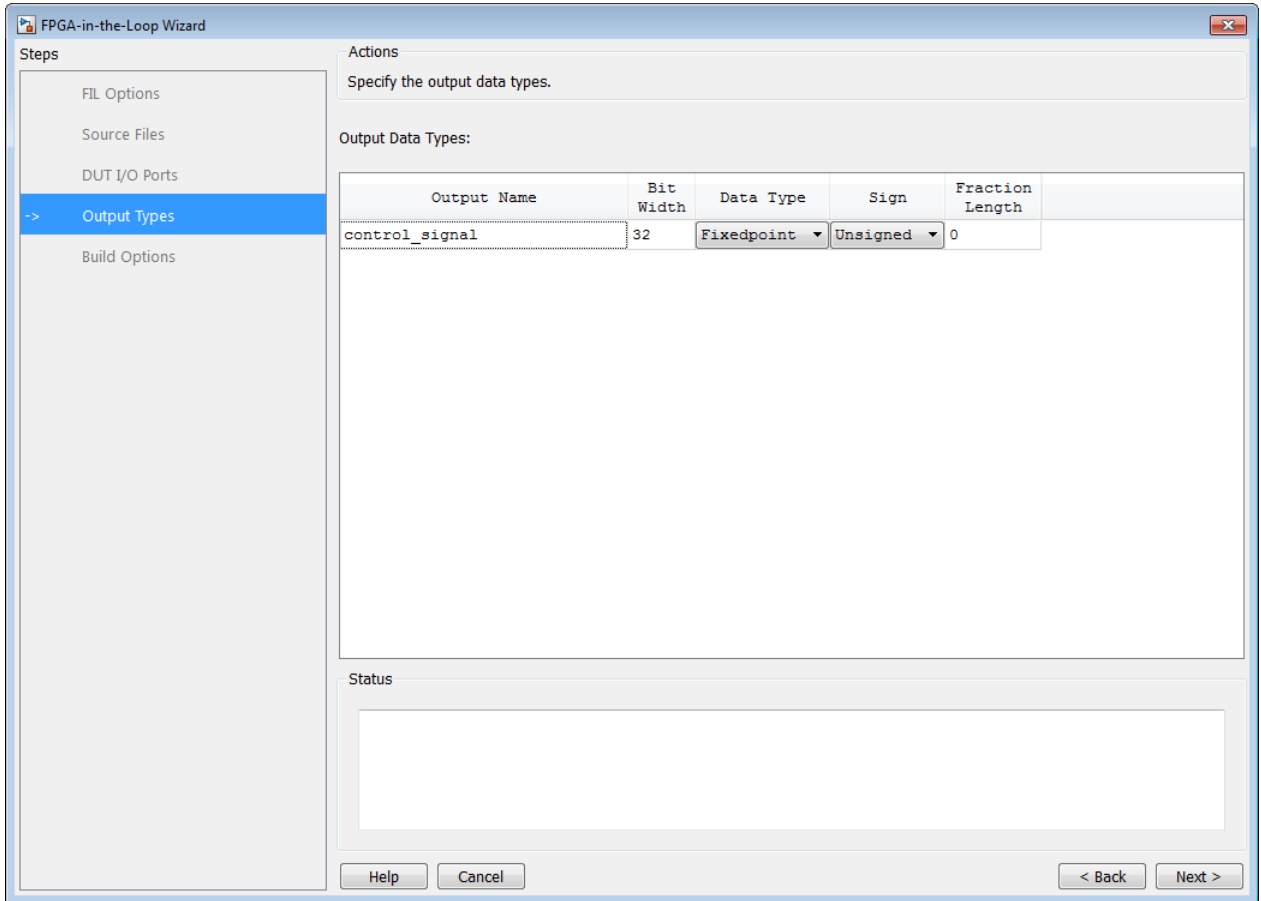 FPGA-in-the-Loop Wizard
Steps
FIL Options
Source Files
DUT I/O Ports
-> Output Types
Build Options
Actions
Specify the output data types.
Output Data Types:
Output Name Bit Width Data Type Sign Fraction Length
control_signal 32 Fixedpoint Unsigned 0
Status
Help Cancel < Back Next >